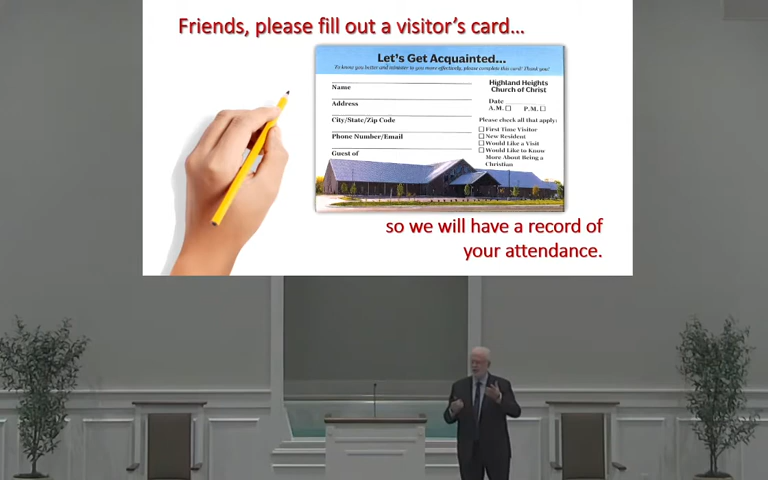 Friends, please fill out a visitor's card...
Let's Get Acquainted...
To know you better and minister to you more effectively, please complete this card! Thank you!
Name
Address
City/State/Zip Code
Phone Number/Email
Guest of
Highland Heights
Church of Christ
Date
A.M. P.M.
Please check all that apply:
First Time Visitor
New Resident
Would Like a Visit
Would Like to Know
More About Being a
Christian
so we will have a record of
your attendance.